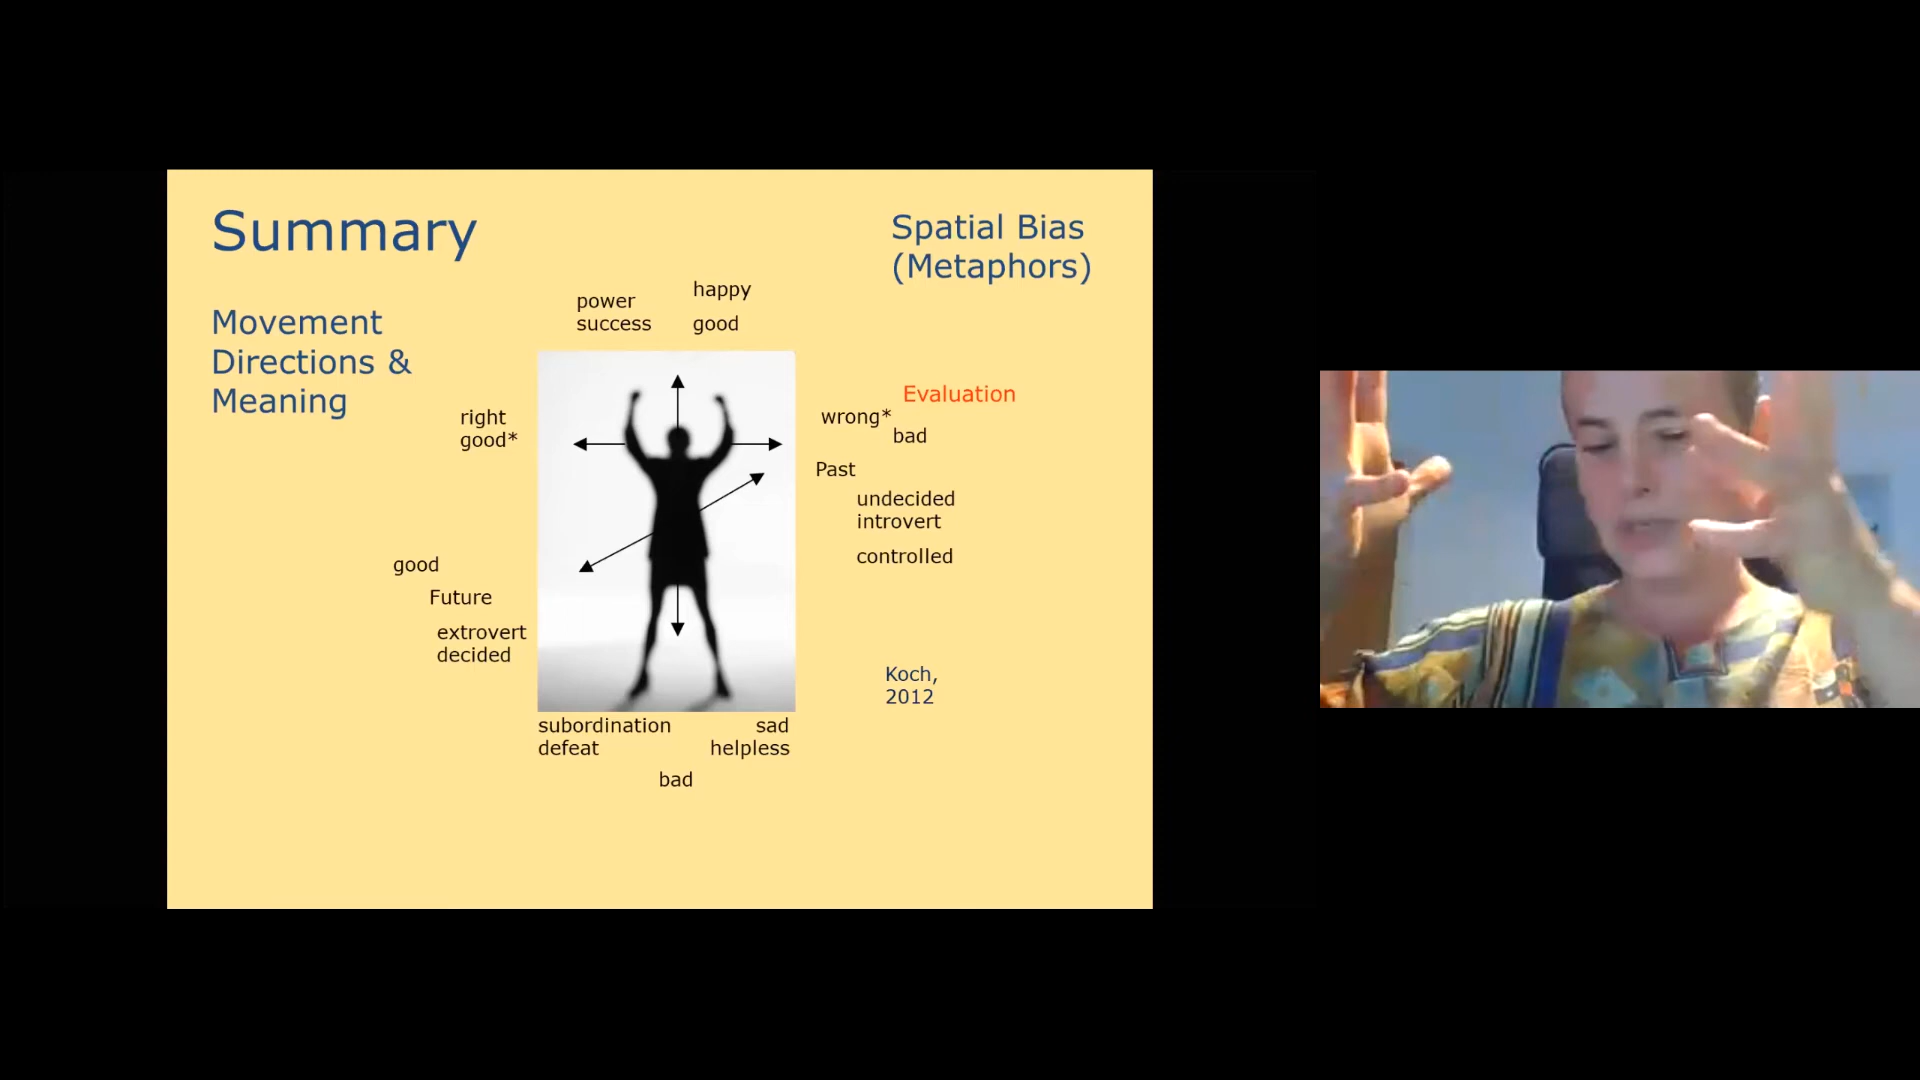 Summary
Spatial Bias
(Metaphors)
Movement
Directions &
Meaning
power
success
happy
good
right
good*
Evaluation
wrong*
bad
Past
undecided
introvert
controlled
good
Future
extrovert
decided
Koch,
2012
subordination
defeat
sad
helpless
bad